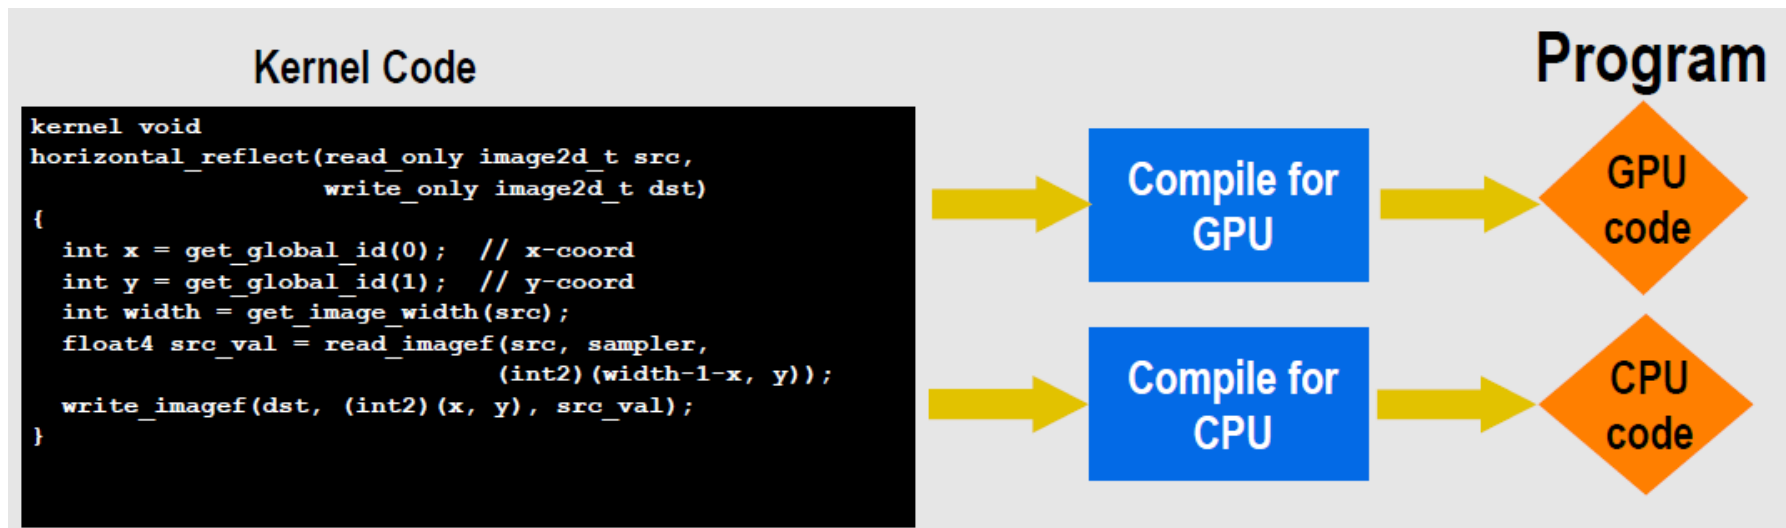 Kernel Code
kernel void
horizontal_reflect(read_only image2d_t src,
                   write_only image2d_t dst)
{
  int x = get_global_id(0);  // x-coord
  int y = get_global_id(1);  // y-coord
  int width = get_image_width(src);
  float4 src_val = read_imagef(src, sampler,
                              (int2)(width-1-x, y));
  write_imagef(dst, (int2)(x, y), src_val);
}
Compile for
GPU
Compile for
CPU
Program
GPU
code
CPU
code